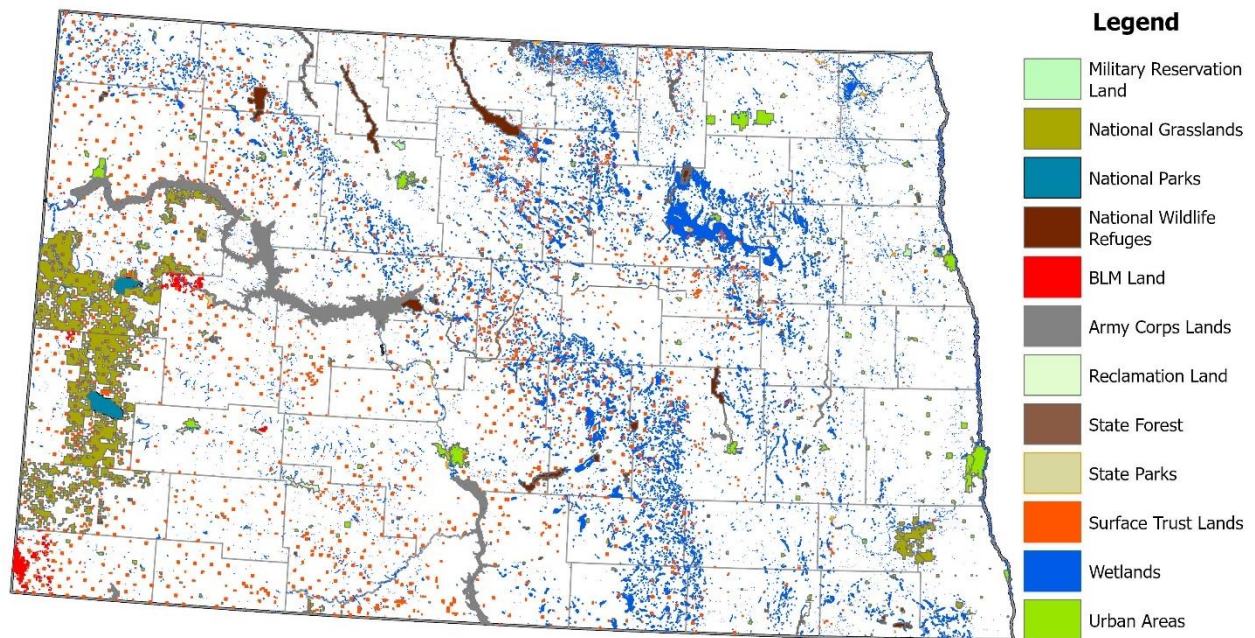 Legend
Military Reservation
Land
National Grasslands
National Parks
National Wildlife
Refuges
BLM Land
Army Corps Lands
Reclamation Land
State Forest
State Parks
Surface Trust Lands
Wetlands
Urban Areas